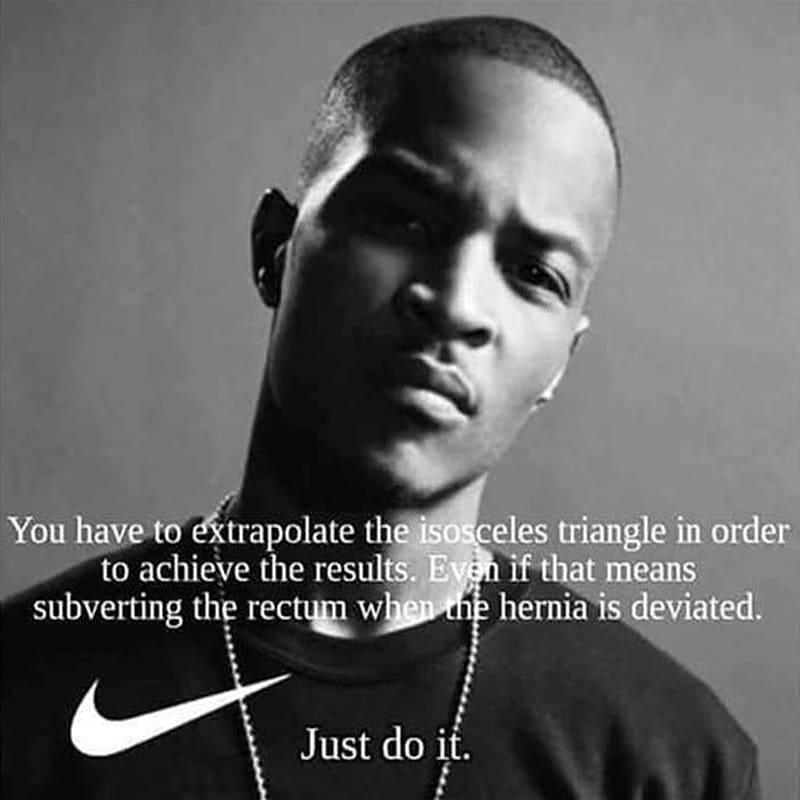 You have to extrapolate the isosceles triangle in order
to achieve the results. Even if that means
subverting the rectum when the hernia is deviated.
Just do it.